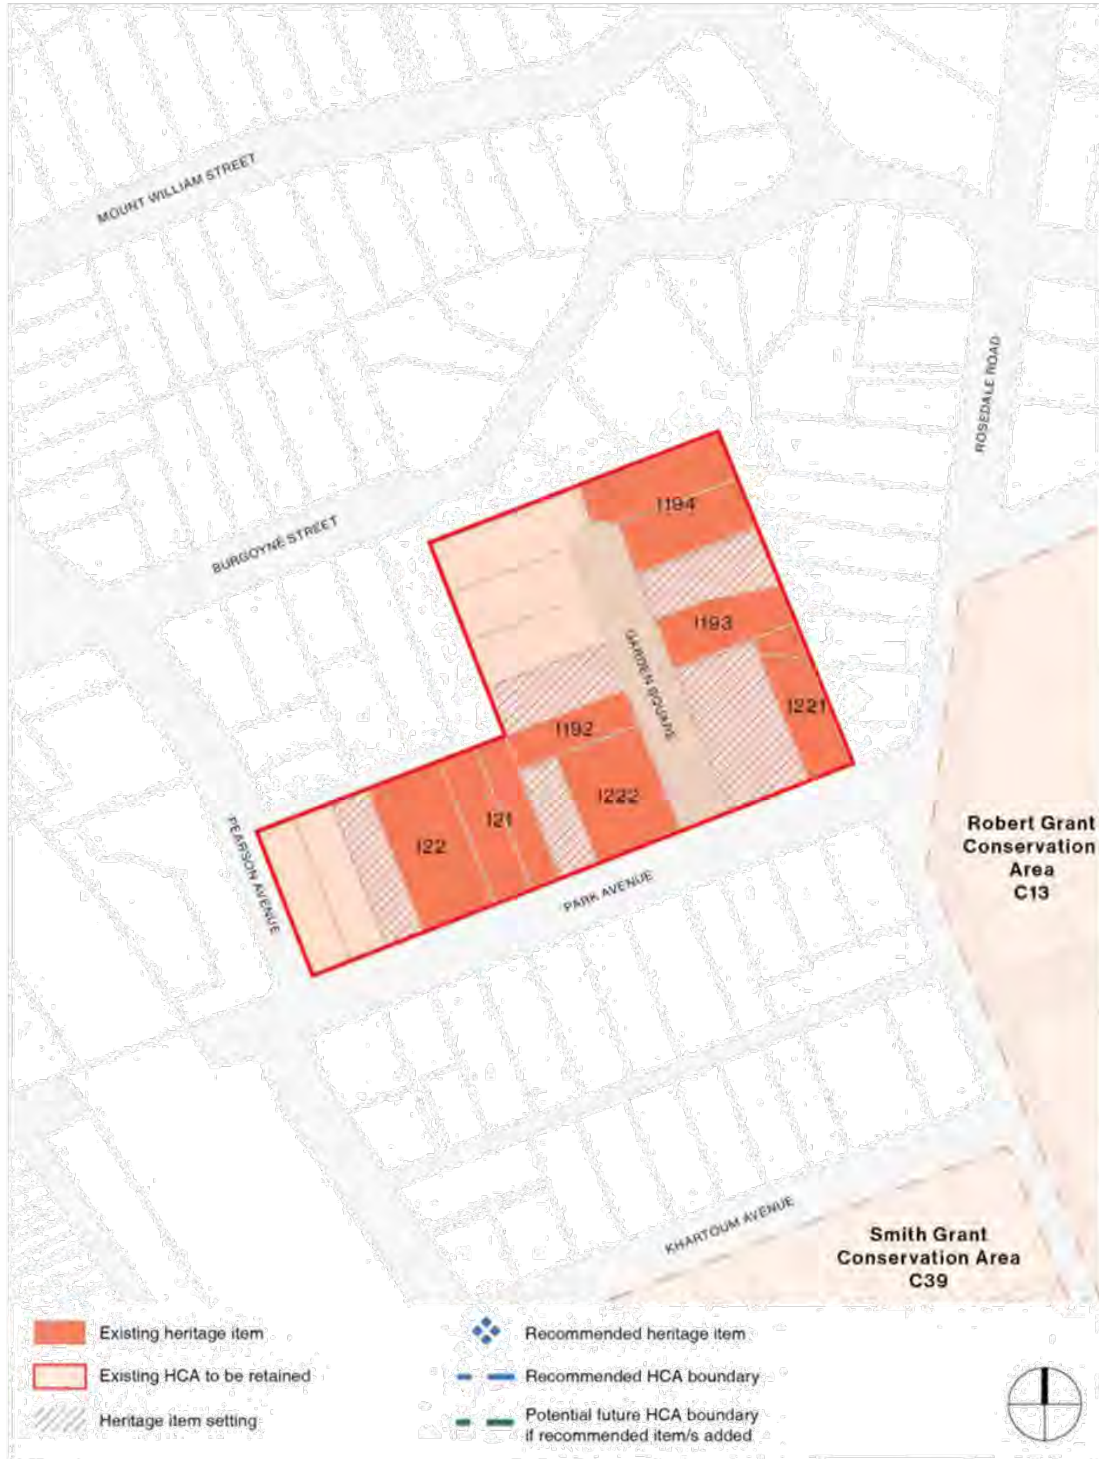 MOUNT WILLIAM STREET
ROSEDALE ROAD
BURGOYNE STREET
I194
I193
GARDEN SQUARE
I221
I192
I222
I21
I22
PEARSON AVENUE
PARK AVENUE
Robert Grant
Conservation
Area
C13
KHARTOUM AVENUE
Smith Grant
Conservation Area
C39
Existing heritage item
Existing HCA to be retained
Heritage item setting
Recommended heritage item
Recommended HCA boundary
Potential future HCA boundary
if recommended item/s added